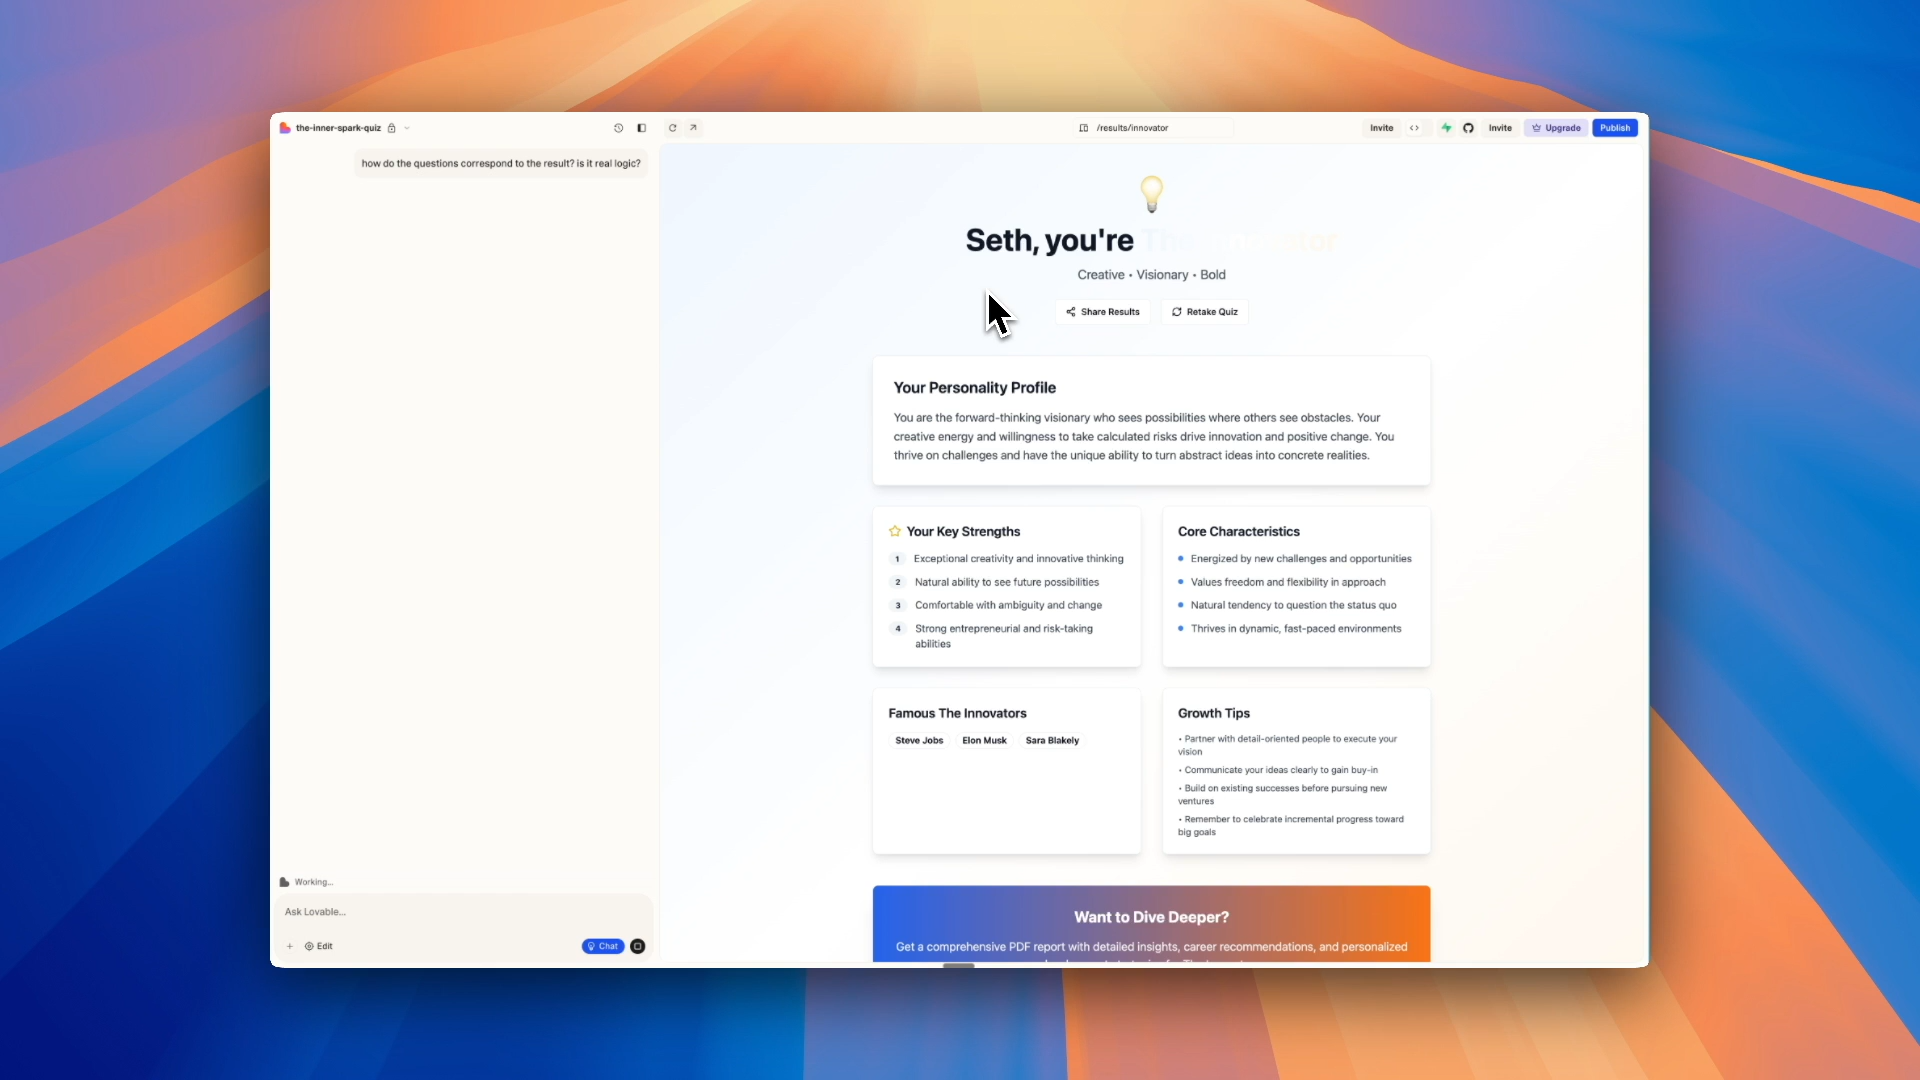 the-inner-spark-quiz
/results/innovator
Invite
Invite
Upgrade
Publish
how do the questions correspond to the result? is it real logic?
Working...
Ask Lovable...
Edit
Chat
Seth, you're The Innovator
Creative • Visionary • Bold
Share Results
Retake Quiz
Your Personality Profile
You are the forward-thinking visionary who sees possibilities where others see obstacles. Your
creative energy and willingness to take calculated risks drive innovation and positive change. You
thrive on challenges and have the unique ability to turn abstract ideas into concrete realities.
Your Key Strengths
1 Exceptional creativity and innovative thinking
2 Natural ability to see future possibilities
3 Comfortable with ambiguity and change
4 Strong entrepreneurial and risk-taking
abilities
Core Characteristics
• Energized by new challenges and opportunities
• Values freedom and flexibility in approach
• Natural tendency to question the status quo
• Thrives in dynamic, fast-paced environments
Famous The Innovators
Steve Jobs
Elon Musk
Sara Blakely
Growth Tips
• Partner with detail-oriented people to execute your
vision
• Communicate your ideas clearly to gain buy-in
• Build on existing successes before pursuing new
ventures
• Remember to celebrate incremental progress toward
big goals
Want to Dive Deeper?
Get a comprehensive PDF report with detailed insights, career recommendations, and personalized